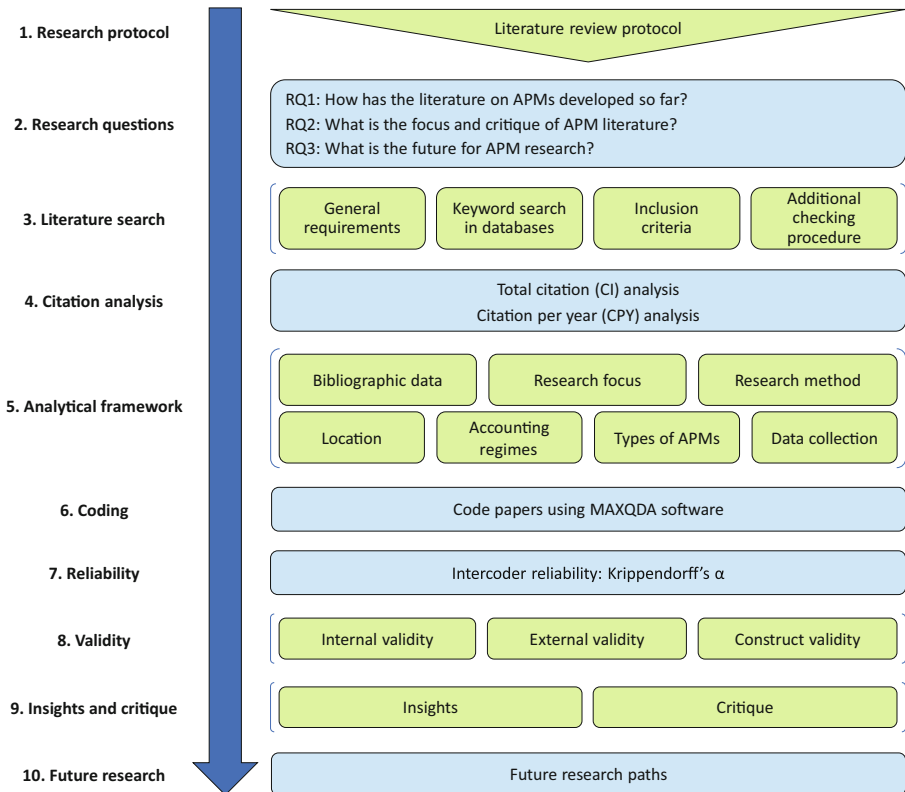 1. Research protocol
Literature review protocol
2. Research questions
RQ1: How has the literature on APMs developed so far?
RQ2: What is the focus and critique of APM literature?
RQ3: What is the future for APM research?
3. Literature search
General
requirements
Keyword search
in databases
Inclusion
criteria
Additional
checking
procedure
4. Citation analysis
Total citation (CI) analysis
Citation per year (CPY) analysis
5. Analytical framework
Bibliographic data
Research focus
Research method
Location
Accounting
regimes
Types of APMs
Data collection
6. Coding
Code papers using MAXQDA software
7. Reliability
Intercoder reliability: Krippendorff's α
8. Validity
Internal validity
External validity
Construct validity
9. Insights and critique
Insights
Critique
10. Future research
Future research paths